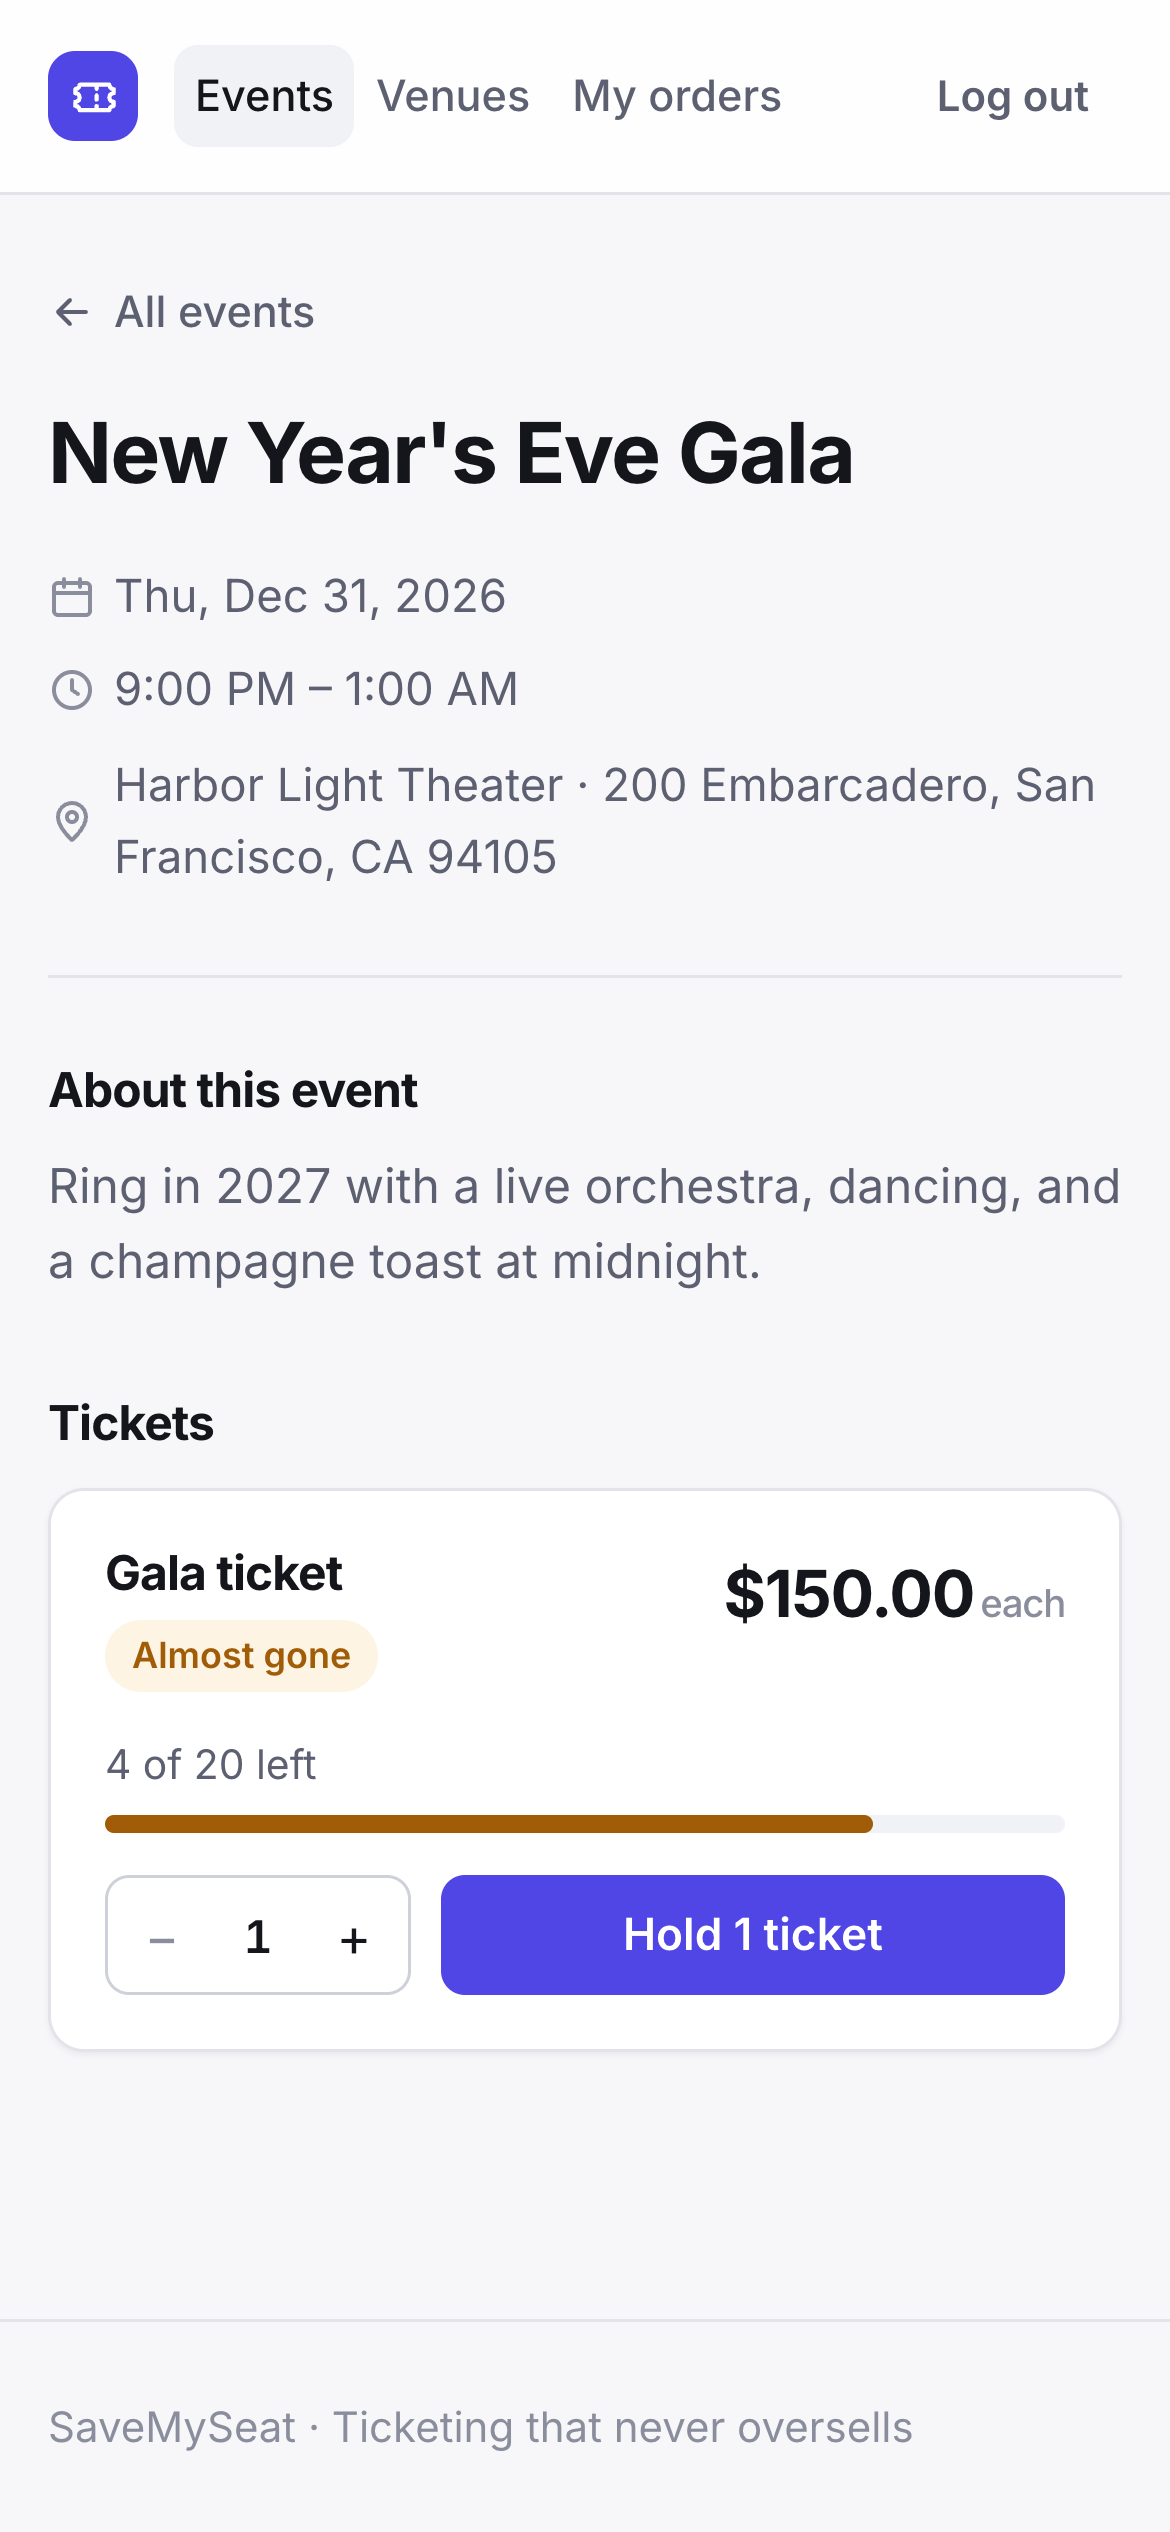 Events Venues My orders Log out
← All events
New Year's Eve Gala
Thu, Dec 31, 2026
9:00 PM – 1:00 AM
Harbor Light Theater · 200 Embarcadero, San
Francisco, CA 94105
About this event
Ring in 2027 with a live orchestra, dancing, and
a champagne toast at midnight.
Tickets
Gala ticket
$150.00 each
Almost gone
4 of 20 left
− 1 + Hold 1 ticket
SaveMySeat · Ticketing that never oversells